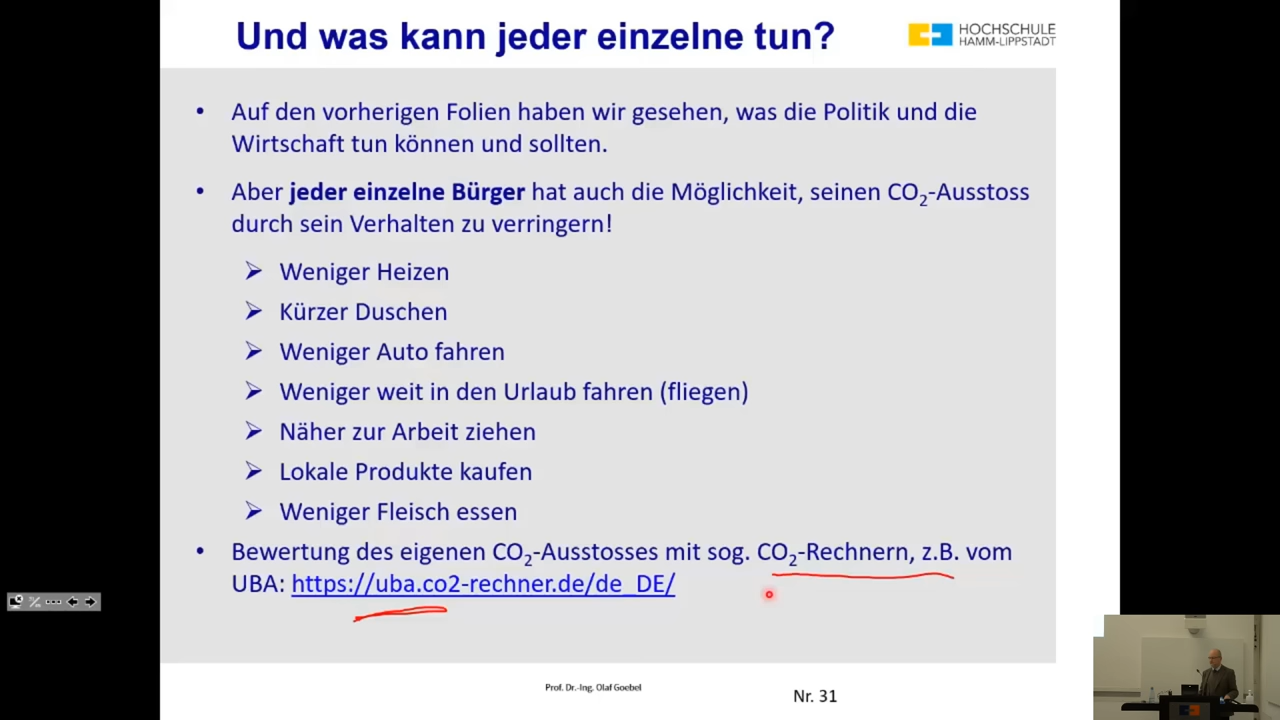 Und was kann jeder einzelne tun?
HOCHSCHULE
HAMM-LIPPSTADT
• Auf den vorherigen Folien haben wir gesehen, was die Politik und die
Wirtschaft tun können und sollten.
• Aber jeder einzelne Bürger hat auch die Möglichkeit, seinen CO₂-Ausstoss
durch sein Verhalten zu verringern!
➢ Weniger Heizen
➢ Kürzer Duschen
➢ Weniger Auto fahren
➢ Weniger weit in den Urlaub fahren (fliegen)
➢ Näher zur Arbeit ziehen
➢ Lokale Produkte kaufen
➢ Weniger Fleisch essen
• Bewertung des eigenen CO₂-Ausstosses mit sog. CO₂-Rechnern, z.B. vom
UBA: https://uba.co2-rechner.de/de_DE/
Prof. Dr.-Ing. Olaf Goebel
Nr. 31